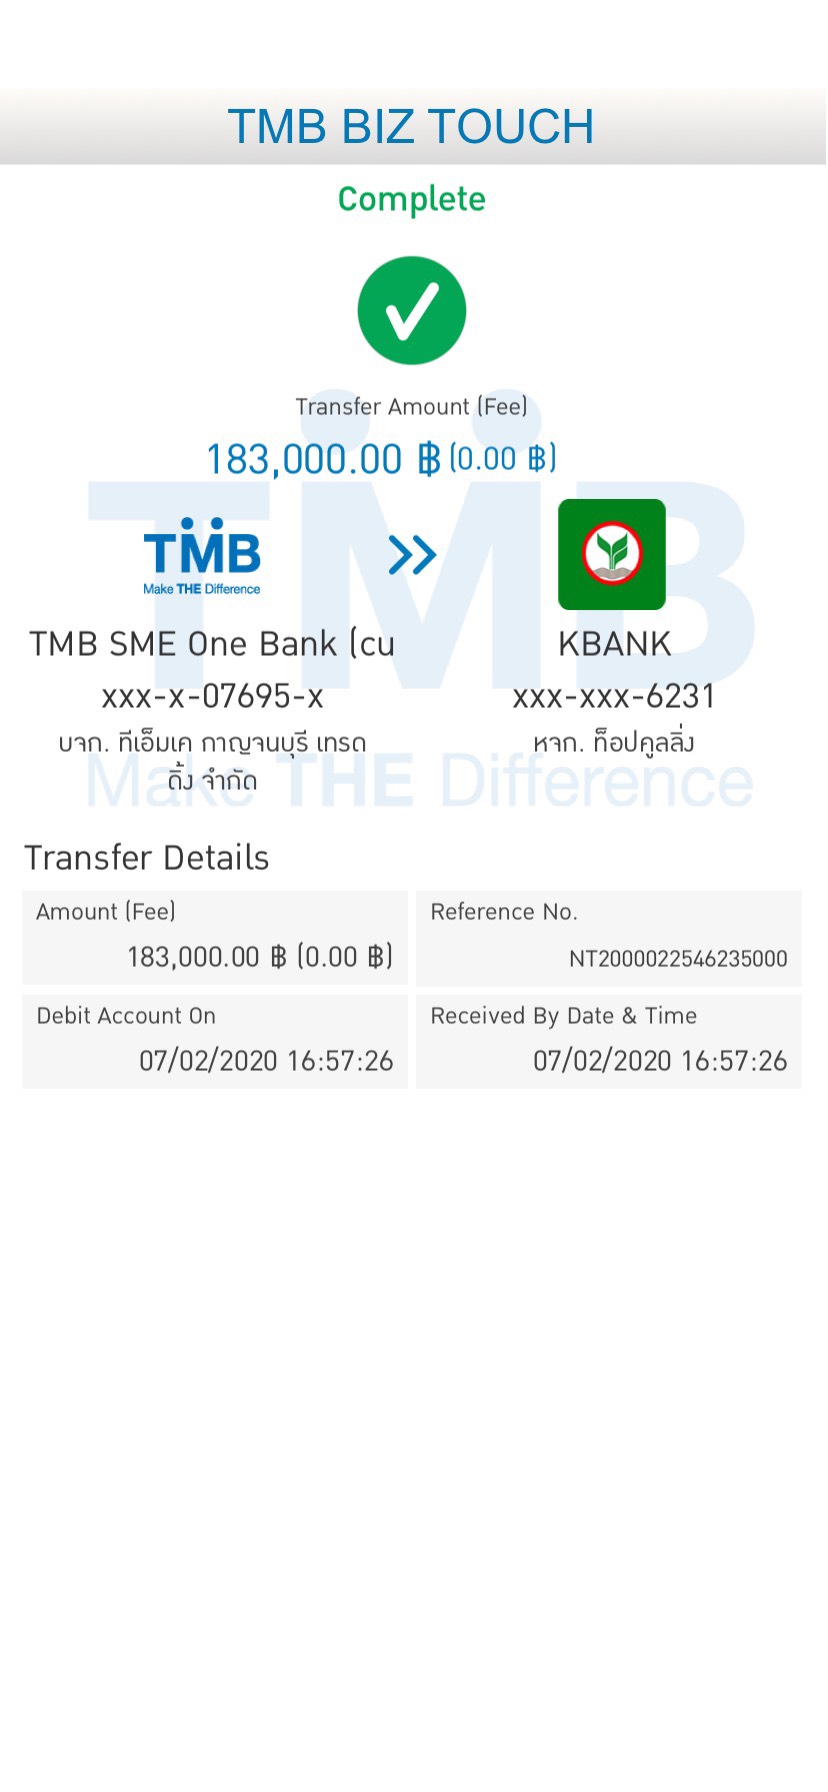 TMB BIZ TOUCH
Complete
Transfer Amount (Fee)
183,000.00 ฿ (0.00 ฿)
TMB
Make THE Difference
TMB SME One Bank (cu
xxx-x-07695-x
บจก. ทีเอ็มเค กาญจนบุรี เทรด
ดิ้ง จำกัด
KBANK
xxx-xxx-6231
หจก. ท็อปคูลลิ่ง
TMB
Make THE Difference
Transfer Details
Amount (Fee)
183,000.00 ฿ (0.00 ฿)
Reference No.
NT2000022546235000
Debit Account On
07/02/2020 16:57:26
Received By Date & Time
07/02/2020 16:57:26